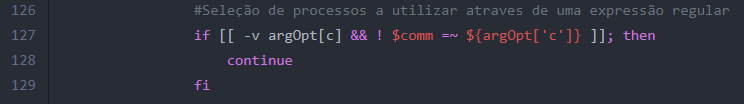 126 #Seleção de processos a utilizar atraves de uma expressão regular
127 if [[ -v argOpt[c] && ! $comm =~ ${argOpt['c']} ]]; then
128 continue
129 fi